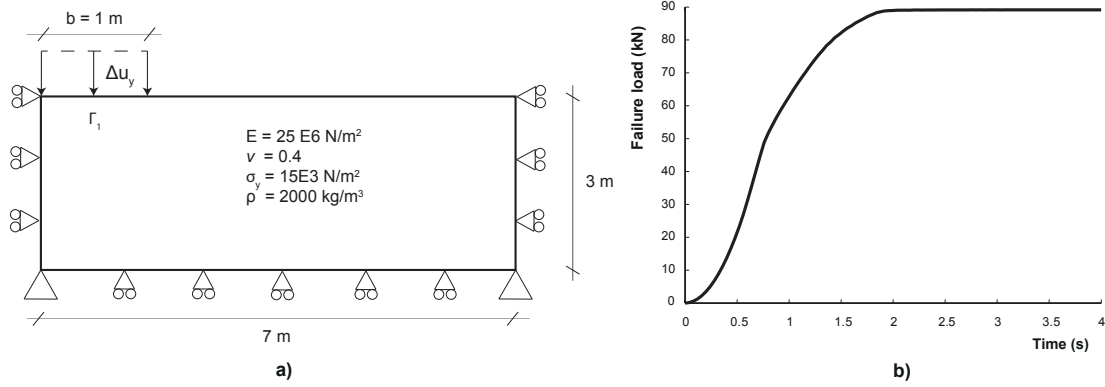 b = 1 m
Δu_y
Γ₁
E = 25 E6 N/m²
ν = 0.4
σ_y = 15E3 N/m²
ρ = 2000 kg/m³
3 m
7 m
a)
Failure load (kN)
90
80
70
60
50
40
30
20
10
0
0 0.5 1 1.5 2 2.5 3 3.5 4
Time (s)
b)